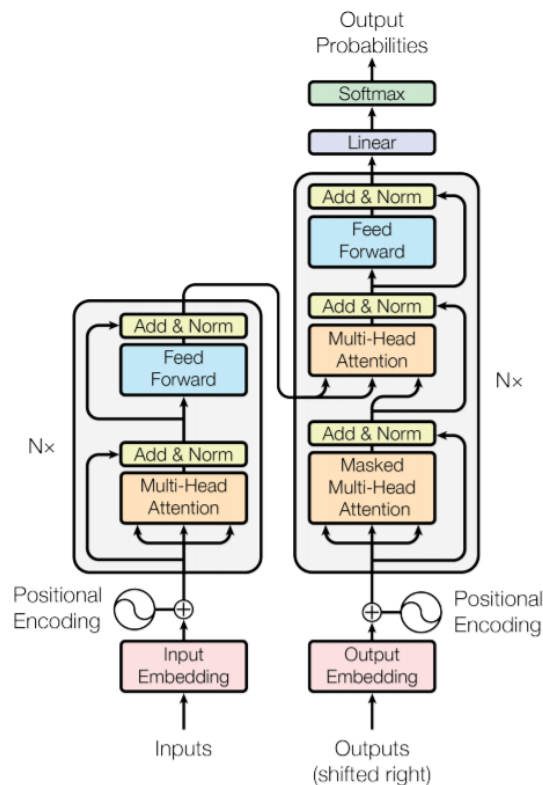 Output
Probabilities
Softmax
Linear
Add & Norm
Feed
Forward
Add & Norm
Multi-Head
Attention
Add & Norm
Masked
Multi-Head
Attention
N×
Add & Norm
Feed
Forward
Add & Norm
Multi-Head
Attention
N×
Positional
Encoding
Positional
Encoding
Input
Embedding
Output
Embedding
Inputs
Outputs
(shifted right)